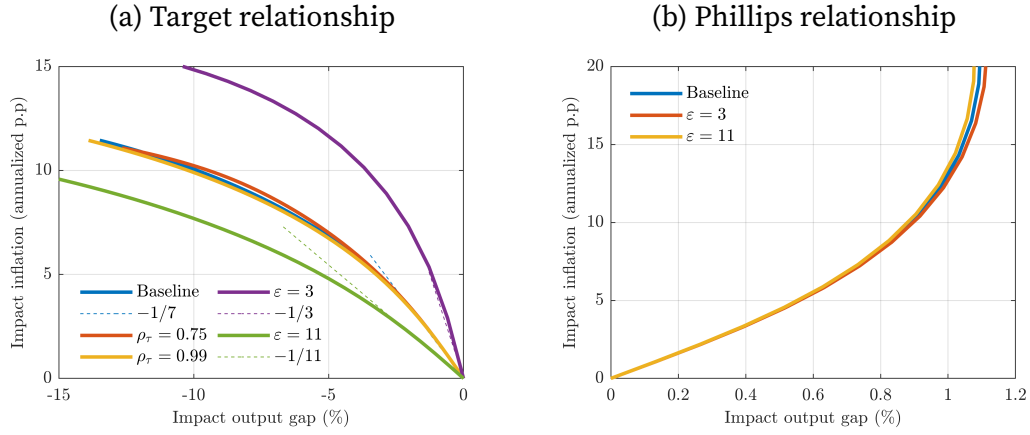 (a) Target relationship
Impact inflation (annualized p.p)
15
10
5
0
-15
-10
-5
0
Impact output gap (%)
Baseline
−1/7
ρτ = 0.75
ρτ = 0.99
ε = 3
−1/3
ε = 11
−1/11
(b) Phillips relationship
Impact inflation (annualized p.p)
20
15
10
5
0
0
0.2
0.4
0.6
0.8
1
1.2
Impact output gap (%)
Baseline
ε = 3
ε = 11